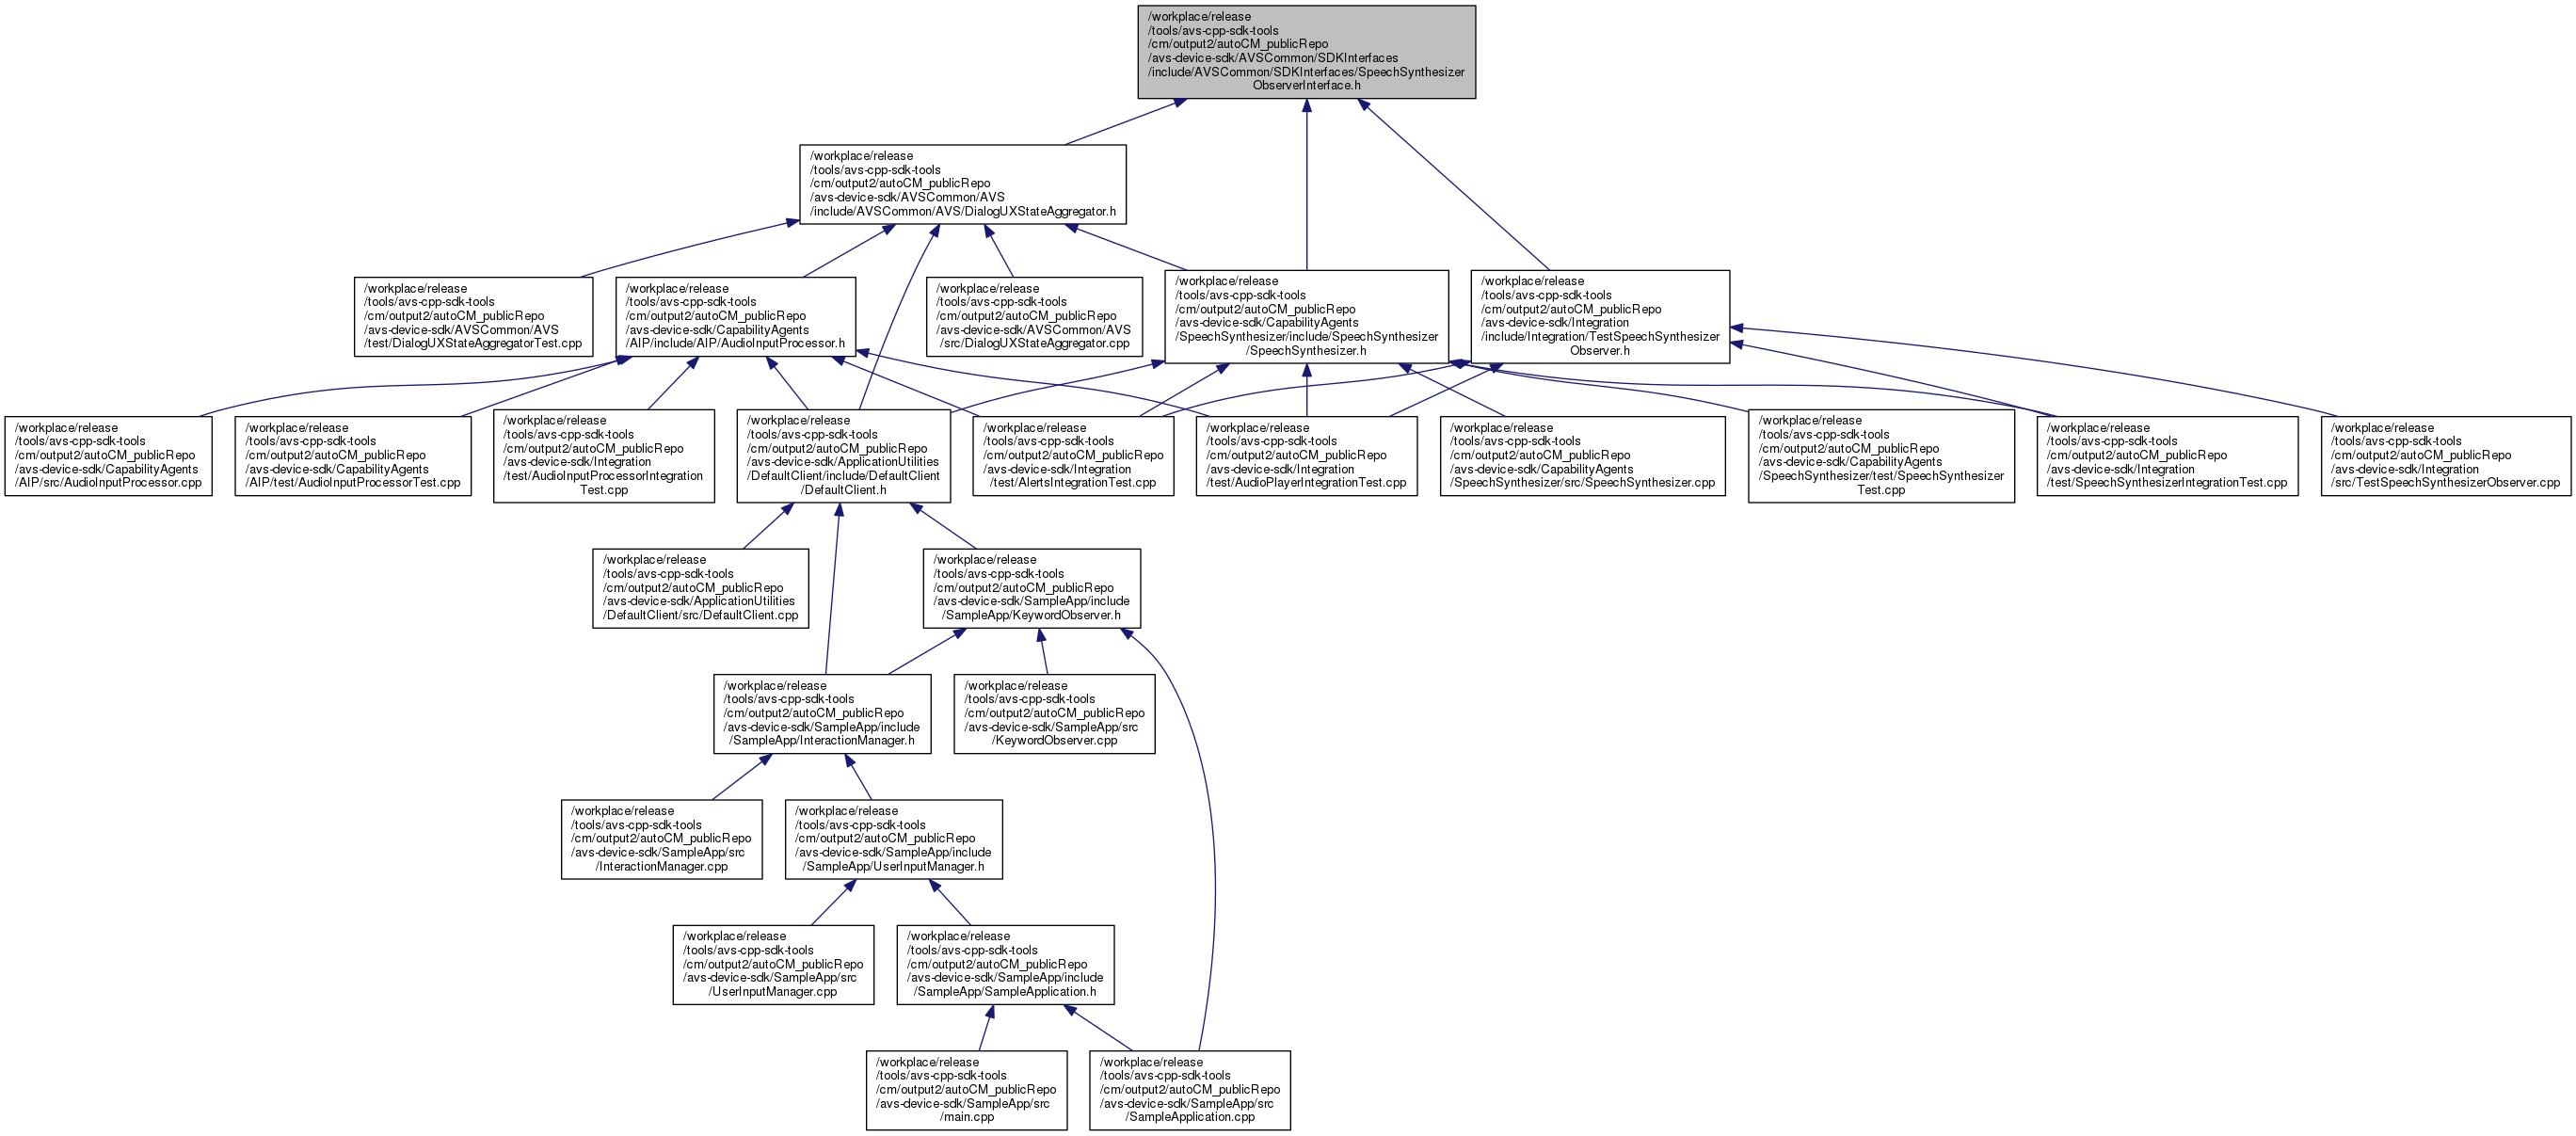 /workplace/release
/tools/avs-cpp-sdk-tools
/cm/output2/autoCM_publicRepo
/avs-device-sdk/AVSCommon/SDKInterfaces
/include/AVSCommon/SDKInterfaces/SpeechSynthesizer
ObserverInterface.h
/workplace/release
/tools/avs-cpp-sdk-tools
/cm/output2/autoCM_publicRepo
/avs-device-sdk/AVSCommon/AVS
/include/AVSCommon/AVS/DialogUXStateAggregator.h
/workplace/release
/tools/avs-cpp-sdk-tools
/cm/output2/autoCM_publicRepo
/avs-device-sdk/AVSCommon/AVS
/test/DialogUXStateAggregatorTest.cpp
/workplace/release
/tools/avs-cpp-sdk-tools
/cm/output2/autoCM_publicRepo
/avs-device-sdk/CapabilityAgents
/AIP/include/AIP/AudioInputProcessor.h
/workplace/release
/tools/avs-cpp-sdk-tools
/cm/output2/autoCM_publicRepo
/avs-device-sdk/AVSCommon/AVS
/src/DialogUXStateAggregator.cpp
/workplace/release
/tools/avs-cpp-sdk-tools
/cm/output2/autoCM_publicRepo
/avs-device-sdk/CapabilityAgents
/SpeechSynthesizer/include/SpeechSynthesizer
/SpeechSynthesizer.h
/workplace/release
/tools/avs-cpp-sdk-tools
/cm/output2/autoCM_publicRepo
/avs-device-sdk/Integration
/include/Integration/TestSpeechSynthesizer
Observer.h
/workplace/release
/tools/avs-cpp-sdk-tools
/cm/output2/autoCM_publicRepo
/avs-device-sdk/CapabilityAgents
/AIP/src/AudioInputProcessor.cpp
/workplace/release
/tools/avs-cpp-sdk-tools
/cm/output2/autoCM_publicRepo
/avs-device-sdk/CapabilityAgents
/AIP/test/AudioInputProcessorTest.cpp
/workplace/release
/tools/avs-cpp-sdk-tools
/cm/output2/autoCM_publicRepo
/avs-device-sdk/Integration
/test/AudioInputProcessorIntegration
Test.cpp
/workplace/release
/tools/avs-cpp-sdk-tools
/cm/output2/autoCM_publicRepo
/avs-device-sdk/ApplicationUtilities
/DefaultClient/include/DefaultClient
/DefaultClient.h
/workplace/release
/tools/avs-cpp-sdk-tools
/cm/output2/autoCM_publicRepo
/avs-device-sdk/Integration
/test/AlertsIntegrationTest.cpp
/workplace/release
/tools/avs-cpp-sdk-tools
/cm/output2/autoCM_publicRepo
/avs-device-sdk/Integration
/test/AudioPlayerIntegrationTest.cpp
/workplace/release
/tools/avs-cpp-sdk-tools
/cm/output2/autoCM_publicRepo
/avs-device-sdk/CapabilityAgents
/SpeechSynthesizer/src/SpeechSynthesizer.cpp
/workplace/release
/tools/avs-cpp-sdk-tools
/cm/output2/autoCM_publicRepo
/avs-device-sdk/CapabilityAgents
/SpeechSynthesizer/test/SpeechSynthesizer
Test.cpp
/workplace/release
/tools/avs-cpp-sdk-tools
/cm/output2/autoCM_publicRepo
/avs-device-sdk/Integration
/test/SpeechSynthesizerIntegrationTest.cpp
/workplace/release
/tools/avs-cpp-sdk-tools
/cm/output2/autoCM_publicRepo
/avs-device-sdk/Integration
/src/TestSpeechSynthesizerObserver.cpp
/workplace/release
/tools/avs-cpp-sdk-tools
/cm/output2/autoCM_publicRepo
/avs-device-sdk/ApplicationUtilities
/DefaultClient/src/DefaultClient.cpp
/workplace/release
/tools/avs-cpp-sdk-tools
/cm/output2/autoCM_publicRepo
/avs-device-sdk/SampleApp/include
/SampleApp/KeywordObserver.h
/workplace/release
/tools/avs-cpp-sdk-tools
/cm/output2/autoCM_publicRepo
/avs-device-sdk/SampleApp/include
/SampleApp/InteractionManager.h
/workplace/release
/tools/avs-cpp-sdk-tools
/cm/output2/autoCM_publicRepo
/avs-device-sdk/SampleApp/src
/KeywordObserver.cpp
/workplace/release
/tools/avs-cpp-sdk-tools
/cm/output2/autoCM_publicRepo
/avs-device-sdk/SampleApp/src
/InteractionManager.cpp
/workplace/release
/tools/avs-cpp-sdk-tools
/cm/output2/autoCM_publicRepo
/avs-device-sdk/SampleApp/include
/SampleApp/UserInputManager.h
/workplace/release
/tools/avs-cpp-sdk-tools
/cm/output2/autoCM_publicRepo
/avs-device-sdk/SampleApp/src
/UserInputManager.cpp
/workplace/release
/tools/avs-cpp-sdk-tools
/cm/output2/autoCM_publicRepo
/avs-device-sdk/SampleApp/include
/SampleApp/SampleApplication.h
/workplace/release
/tools/avs-cpp-sdk-tools
/cm/output2/autoCM_publicRepo
/avs-device-sdk/SampleApp/src
/main.cpp
/workplace/release
/tools/avs-cpp-sdk-tools
/cm/output2/autoCM_publicRepo
/avs-device-sdk/SampleApp/src
/SampleApplication.cpp